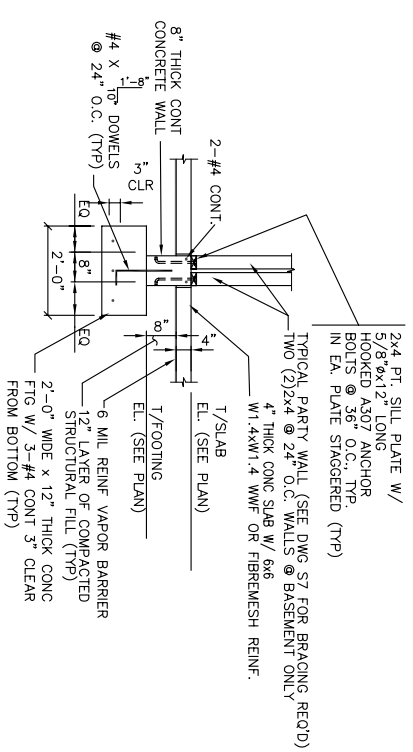 2x4 PT. SILL PLATE W/
5/8"øx12" LONG
HOOKED A307 ANCHOR
BOLTS @ 36" O.C., TYP.
IN EA. PLATE STAGGERED (TYP)
TYPICAL PARTY WALL (SEE DWG S7 FOR BRACING REQ'D)
TWO (2)2x4 @ 24" O.C. WALLS @ BASEMENT ONLY
4" THICK CONC SLAB W/ 6x6
W1.4xW1.4 WWF OR FIBREMESH REINF.
T/SLAB
EL. (SEE PLAN)
4"
8"
T/FOOTING
EL. (SEE PLAN)
6 MIL REINF VAPOR BARRIER
12" LAYER OF COMPACTED
STRUCTURAL FILL (TYP)
2'-0" WIDE x 12" THICK CONC
FTG W/ 3-#4 CONT 3" CLEAR
FROM BOTTOM (TYP)
2-#4 CONT.
8" THICK CONT
CONCRETE WALL
3"
CLR
1'-8"
10"
#4 X DOWELS
@ 24" O.C. (TYP)
EQ
8"
EQ
2'-0"